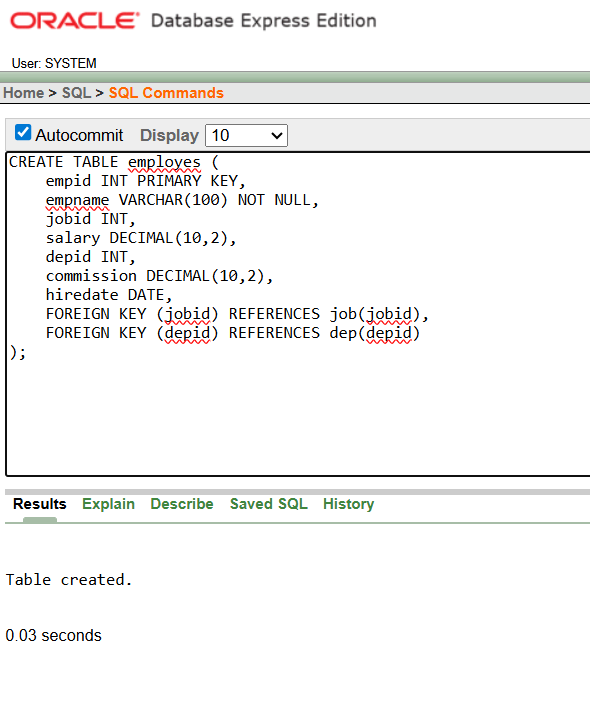 ORACLE® Database Express Edition
User: SYSTEM
Home > SQL > SQL Commands
Autocommit Display 10
CREATE TABLE employes (
    empid INT PRIMARY KEY,
    empname VARCHAR(100) NOT NULL,
    jobid INT,
    salary DECIMAL(10,2),
    depid INT,
    commission DECIMAL(10,2),
    hiredate DATE,
    FOREIGN KEY (jobid) REFERENCES job(jobid),
    FOREIGN KEY (depid) REFERENCES dep(depid)
);
Results Explain Describe Saved SQL History
Table created.
0.03 seconds